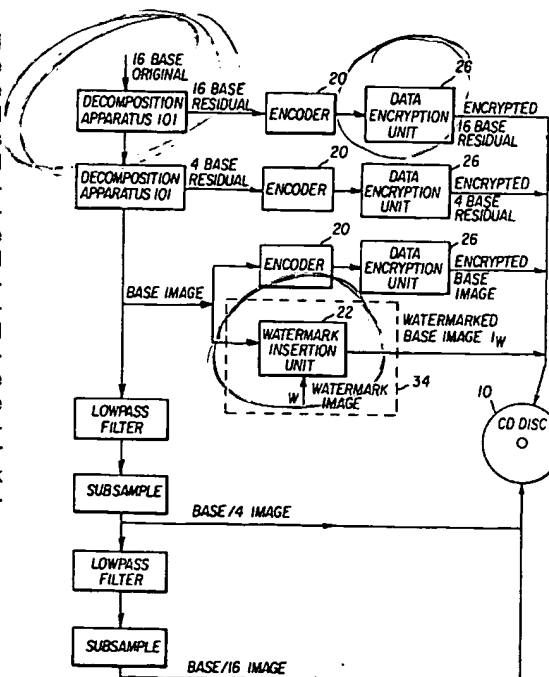 16 BASE
ORIGINAL
DECOMPOSITION
APPARATUS 101
16 BASE
RESIDUAL
20
ENCODER
26
DATA
ENCRYPTION
UNIT
ENCRYPTED
16 BASE
RESIDUAL
DECOMPOSITION
APPARATUS 101
4 BASE
RESIDUAL
20
ENCODER
26
DATA
ENCRYPTION
UNIT
ENCRYPTED
4 BASE
RESIDUAL
BASE IMAGE
20
ENCODER
26
DATA
ENCRYPTION
UNIT
ENCRYPTED
BASE
IMAGE
22
WATERMARK
INSERTION
UNIT
WATERMARKED
BASE IMAGE IW
W
WATERMARK
IMAGE
34
10
CD DISC
LOWPASS
FILTER
SUBSAMPLE
BASE/4 IMAGE
LOWPASS
FILTER
SUBSAMPLE
BASE/16 IMAGE